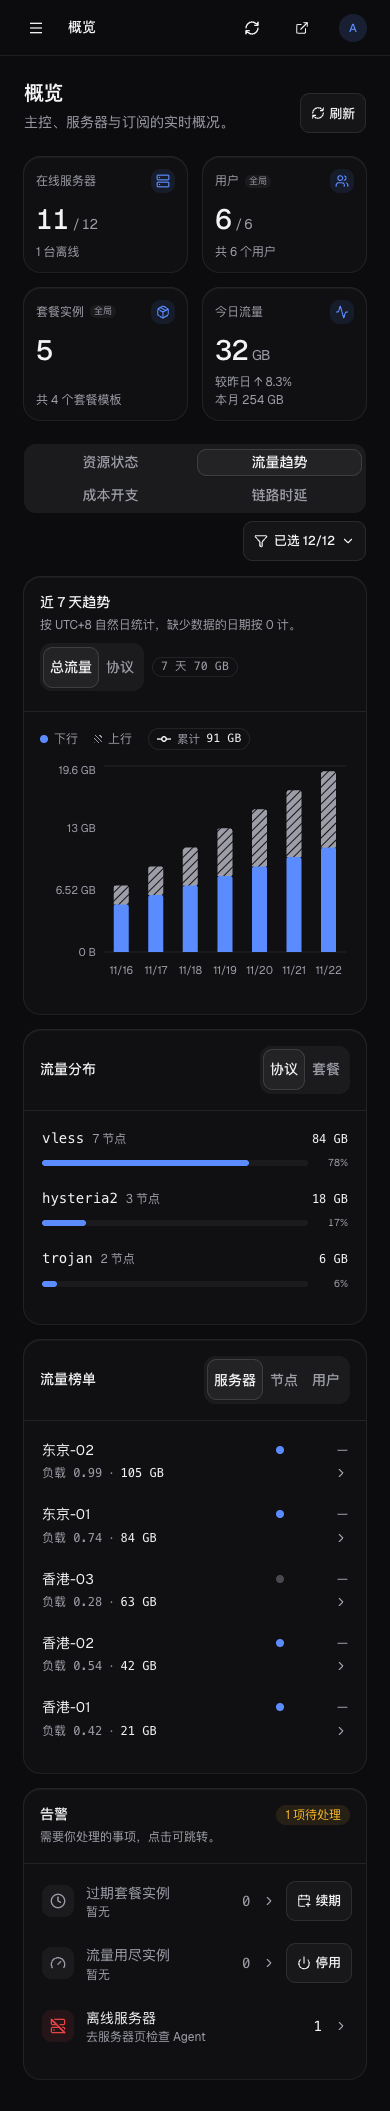 概览
A
概览
主控、服务器与订阅的实时概况。
刷新
在线服务器
11 / 12
1 台离线
用户 全局
6 / 6
共 6 个用户
套餐实例 全局
5
共 4 个套餐模板
今日流量
32 GB
较昨日 ↑ 8.3%
本月 254 GB
资源状态
流量趋势
成本开支
链路时延
已选 12/12
近 7 天趋势
按 UTC+8 自然日统计，缺少数据的日期按 0 计。
总流量 协议 7 天 70 GB
下行 上行 累计 91 GB
19.6 GB
13 GB
6.52 GB
0 B
11/16 11/17 11/18 11/19 11/20 11/21 11/22
流量分布
协议 套餐
vless 7 节点 84 GB
78%
hysteria2 3 节点 18 GB
17%
trojan 2 节点 6 GB
6%
流量榜单
服务器 节点 用户
东京-02 —
负载 0.99 · 105 GB
东京-01 —
负载 0.74 · 84 GB
香港-03 —
负载 0.28 · 63 GB
香港-02 —
负载 0.54 · 42 GB
香港-01 —
负载 0.42 · 21 GB
告警
1 项待处理
需要你处理的事项，点击可跳转。
过期套餐实例
暂无
0
续期
流量用尽实例
暂无
0
停用
离线服务器
去服务器页检查 Agent
1